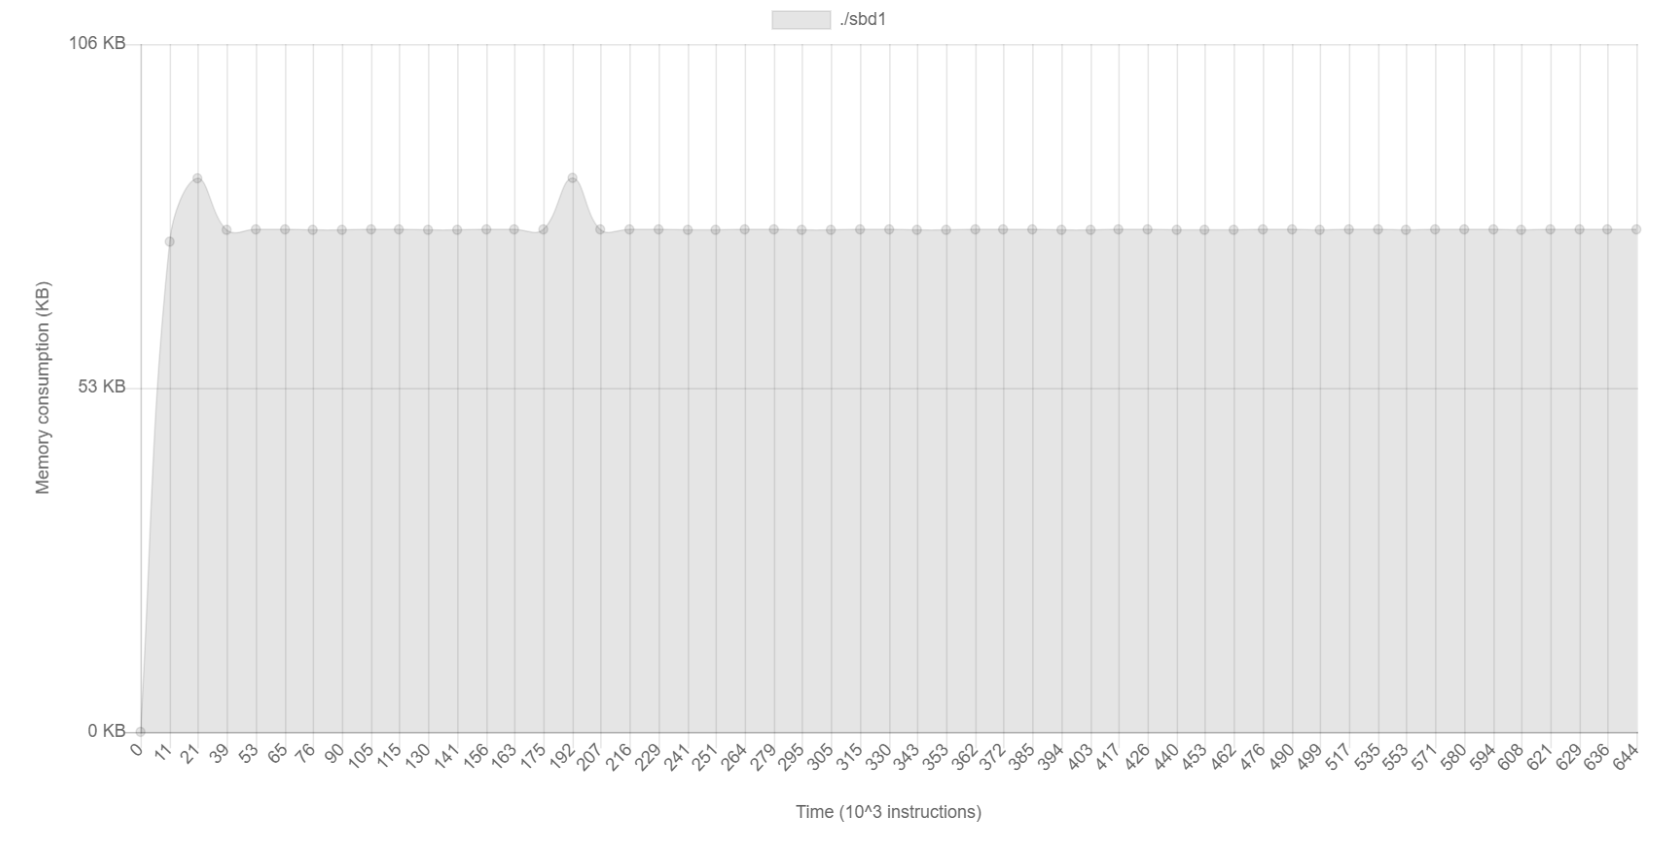 ./sbd1
106 KB
53 KB
0 KB
Memory consumption (KB)
0 11 21 39 53 65 76 90 105 115 130 141 156 163 175 192 207 216 229 241 251 264 279 295 305 315 330 343 353 362 372 385 394 403 417 426 440 453 462 476 490 499 517 535 553 571 580 594 608 621 629 636 644
Time (10^3 instructions)